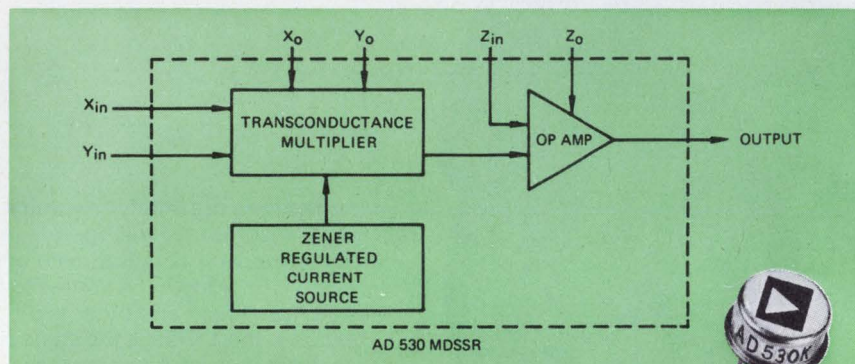 Xo Yo Zin Zo
Xin
Yin
TRANSCONDUCTANCE
MULTIPLIER
OP AMP
OUTPUT
ZENER
REGULATED
CURRENT
SOURCE
AD 530 MDSSR
AD530K